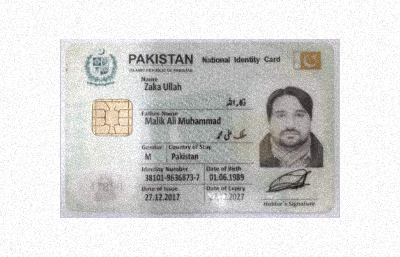 PAKISTAN National Identity Card
ISLAMIC REPUBLIC OF PAKISTAN
Name
Zaka Ullah
ذکاء اللہ
Father Name
Malik Ali Muhammad
ملک علی محمد
Gender Country of Stay
M Pakistan
Identity Number Date of Birth
38101-9636873-7 01.06.1989
Date of Issue Date of Expiry
27.12.2017 27.12.2027
Holder's Signature